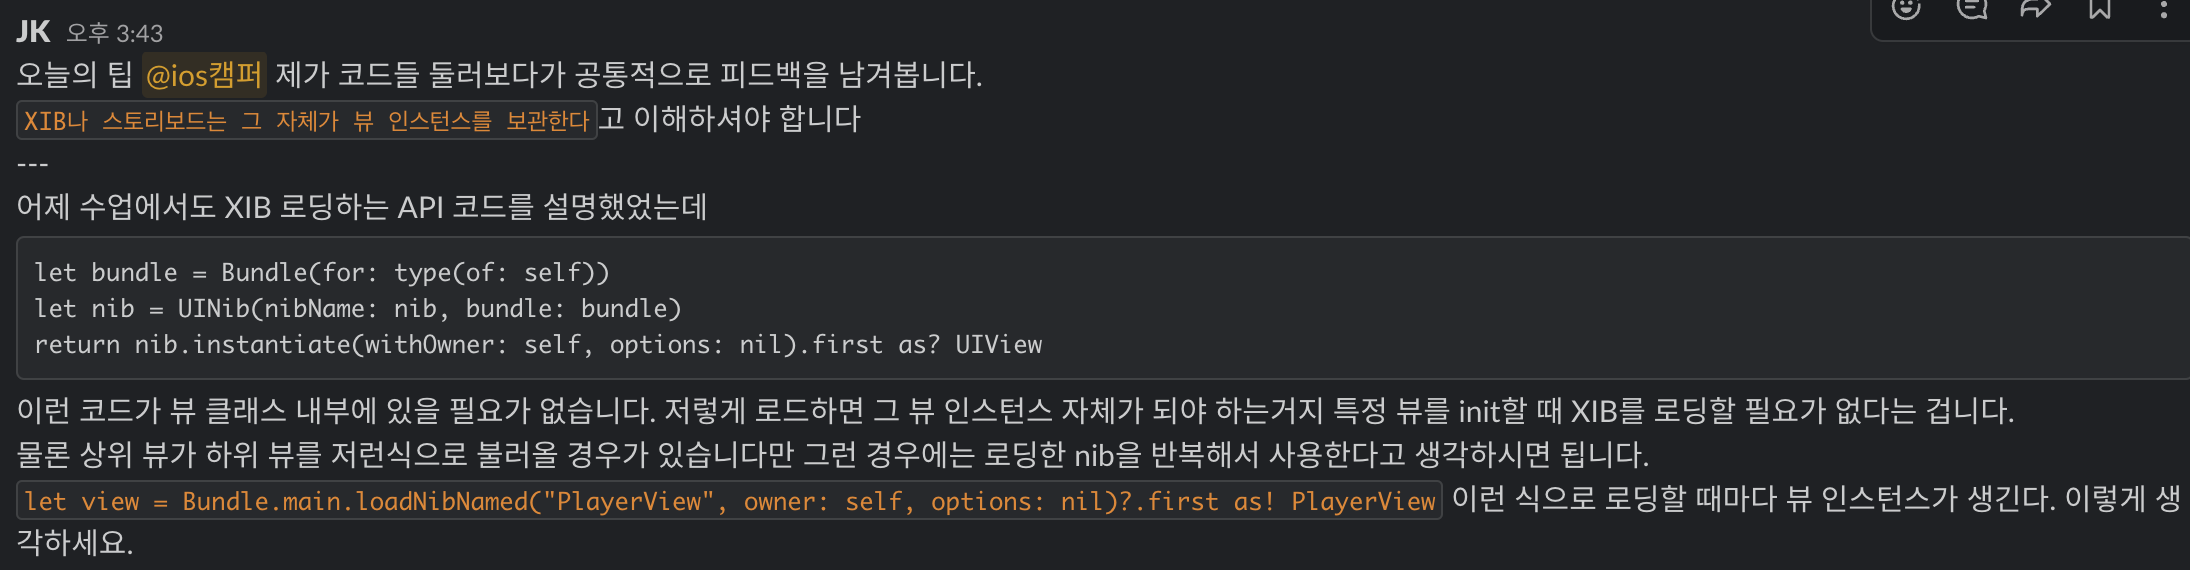 JK 오후 3:43
오늘의 팁 @ios캠퍼 제가 코드들 둘러보다가 공통적으로 피드백을 남겨봅니다.
XIB나 스토리보드는 그 자체가 뷰 인스턴스를 보관한다고 이해하셔야 합니다
---
어제 수업에서도 XIB 로딩하는 API 코드를 설명했었는데
let bundle = Bundle(for: type(of: self))
let nib = UINib(nibName: nib, bundle: bundle)
return nib.instantiate(withOwner: self, options: nil).first as? UIView
이런 코드가 뷰 클래스 내부에 있을 필요가 없습니다. 저렇게 로드하면 그 뷰 인스턴스 자체가 되야 하는거지 특정 뷰를 init할 때 XIB를 로딩할 필요가 없다는 겁니다.
물론 상위 뷰가 하위 뷰를 저런식으로 불러올 경우가 있습니다만 그런 경우에는 로딩한 nib을 반복해서 사용한다고 생각하시면 됩니다.
let view = Bundle.main.loadNibNamed("PlayerView", owner: self, options: nil)?.first as! PlayerView 이런 식으로 로딩할 때마다 뷰 인스턴스가 생긴다. 이렇게 생
각하세요.